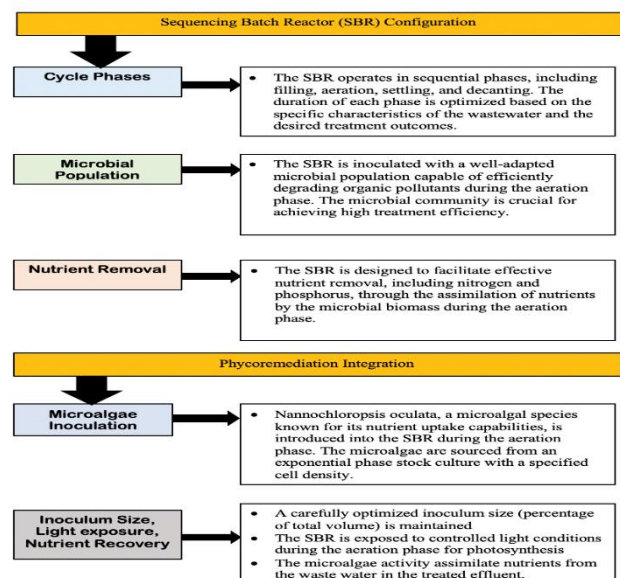 Sequencing Batch Reactor (SBR) Configuration
Cycle Phases
• The SBR operates in sequential phases, including
filling, aeration, settling, and decanting. The
duration of each phase is optimized based on the
specific characteristics of the wastewater and the
desired treatment outcomes.
Microbial
Population
• The SBR is inoculated with a well-adapted
microbial population capable of efficiently
degrading organic pollutants during the aeration
phase. The microbial community is crucial for
achieving high treatment efficiency.
Nutrient Removal
• The SBR is designed to facilitate effective
nutrient removal, including nitrogen and
phosphorus, through the assimilation of nutrients
by the microbial biomass during the aeration
phase.
Phycoremediation Integration
Microalgae
Inoculation
• Nannochloropsis oculata, a microalgal species
known for its nutrient uptake capabilities, is
introduced into the SBR during the aeration
phase. The microalgae are sourced from an
exponential phase stock culture with a specified
cell density.
Inoculum Size,
Light exposure,
Nutrient Recovery
• A carefully optimized inoculum size (percentage
of total volume) is maintained
• The SBR is exposed to controlled light conditions
during the aeration phase for photosynthesis
• The microalgae activity assimilate nutrients from
the waste water in the treated effluent.